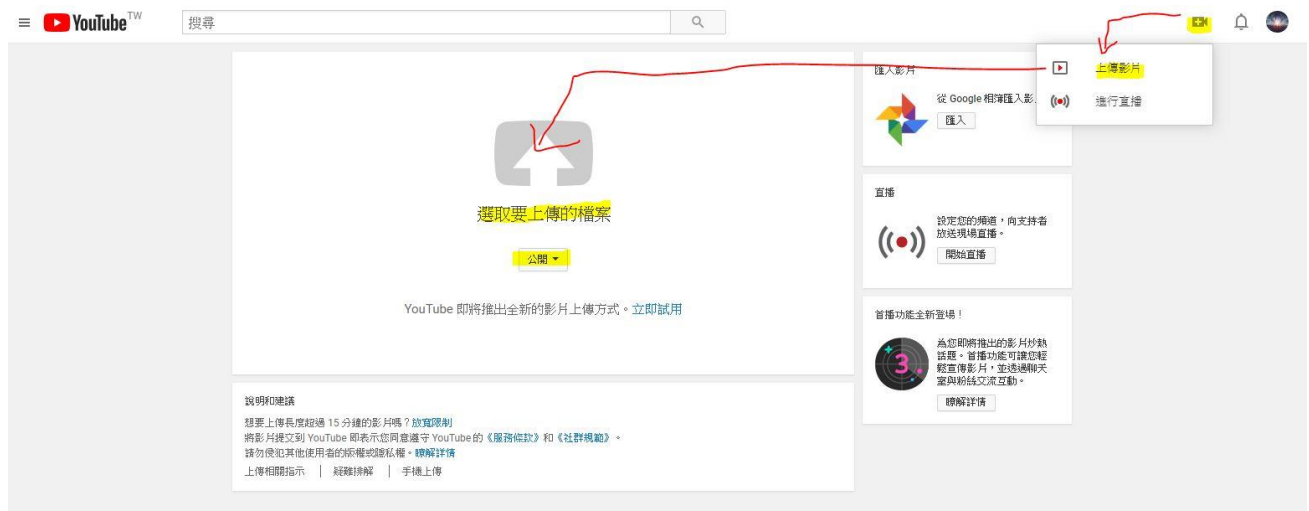 YouTube TW
搜尋
上傳影片
進行直播
選取要上傳的檔案
公開
YouTube 即將推出全新的影片上傳方式。立即試用
匯入影片
從 Google 相簿匯入影
匯入
直播
設定您的頻道，向支持者
放送現場直播。
開始直播
首播功能全新登場！
為您即將推出的影片炒熱
話題。首播功能可讓您輕
鬆宣傳影片，並透過聊天
室與粉絲交流互動。
瞭解詳情
說明和建議
想要上傳長度超過 15 分鐘的影片嗎？放寬限制
將影片提交到 YouTube 即表示您同意遵守 YouTube 的《服務條款》和《社群規範》。
請勿侵犯其他使用者的版權或隱私權。瞭解詳情
上傳相關指示 | 疑難排解 | 手機上傳